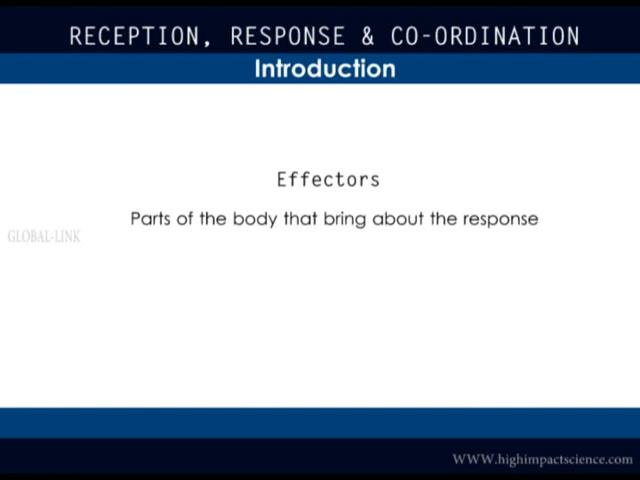 RECEPTION, RESPONSE & CO-ORDINATION
Introduction
Effectors
Parts of the body that bring about the response
GLOBAL-LINK
WWW.highimpactscience.com